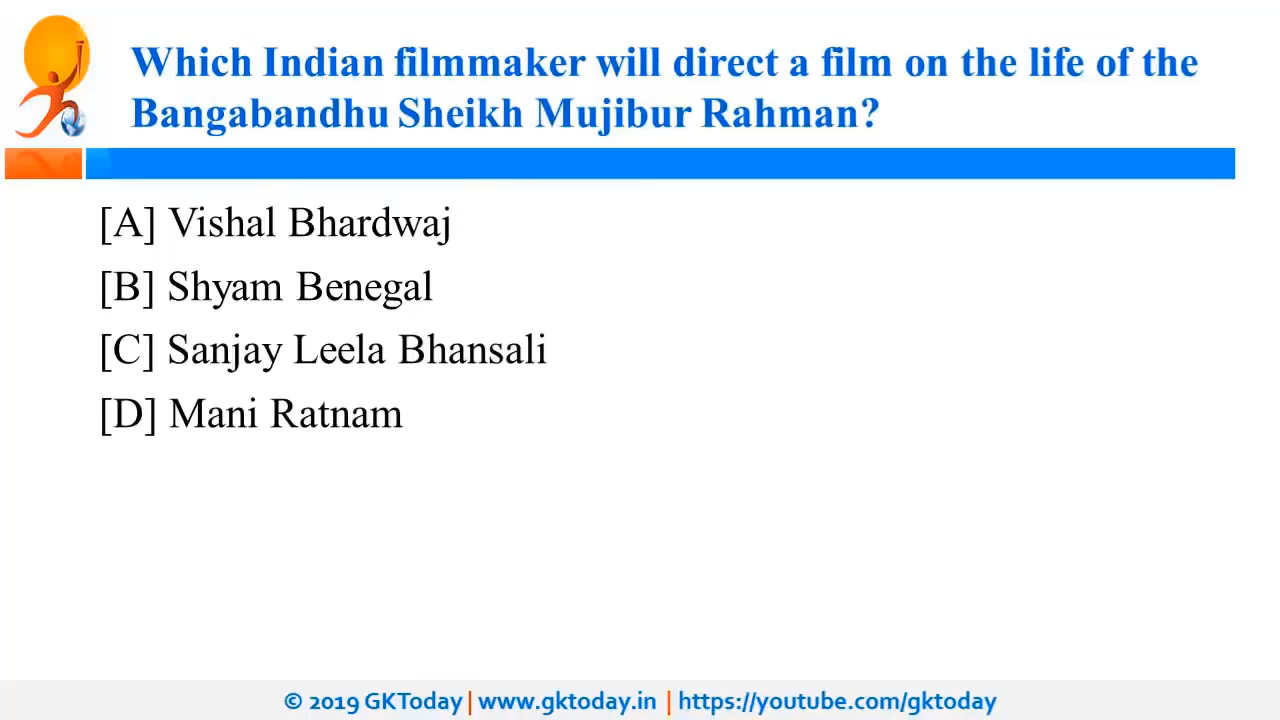 Which Indian filmmaker will direct a film on the life of the
Bangabandhu Sheikh Mujibur Rahman?
[A] Vishal Bhardwaj
[B] Shyam Benegal
[C] Sanjay Leela Bhansali
[D] Mani Ratnam
© 2019 GKToday | www.gktoday.in | https://youtube.com/gktoday